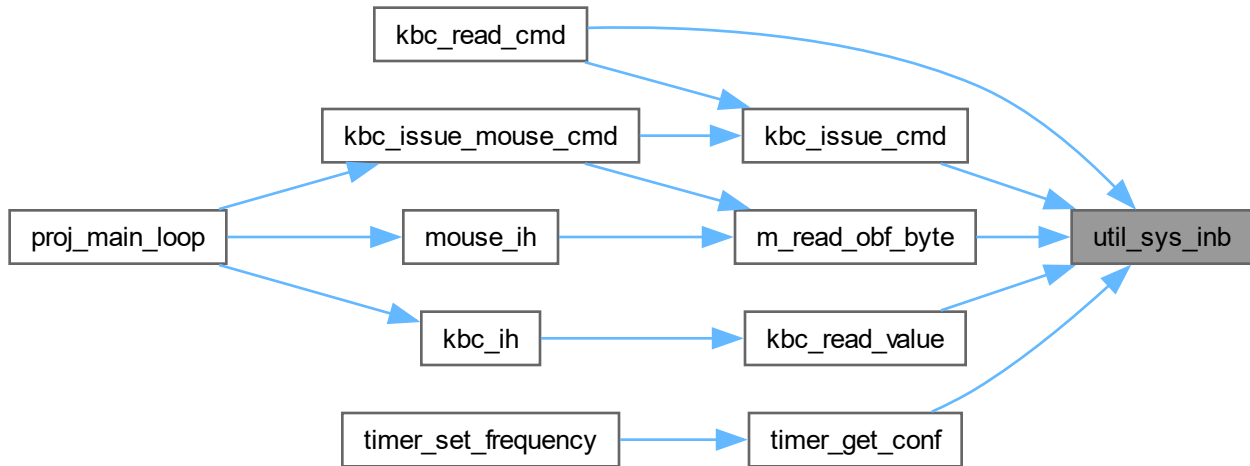 kbc_read_cmd
kbc_issue_mouse_cmd
kbc_issue_cmd
proj_main_loop
mouse_ih
m_read_obf_byte
util_sys_inb
kbc_ih
kbc_read_value
timer_set_frequency
timer_get_conf